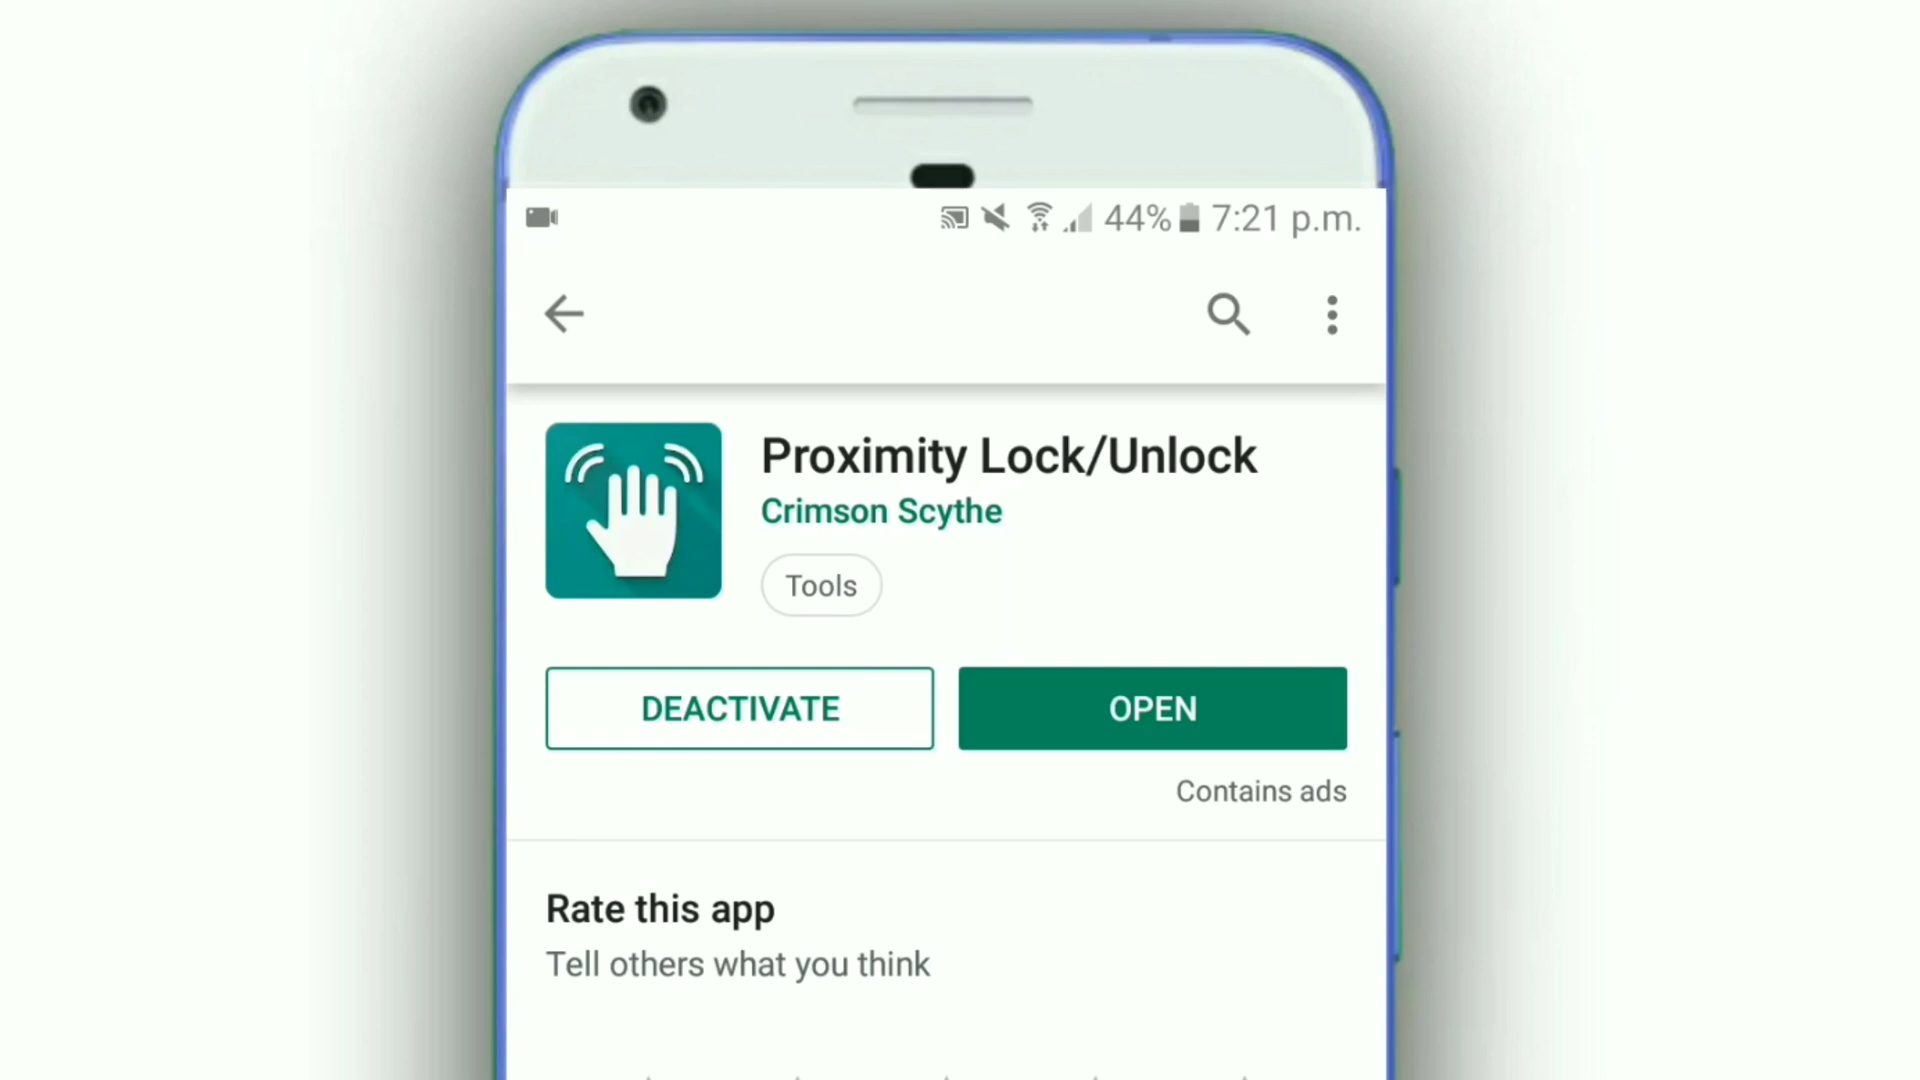 44% 7:21 p.m.
Proximity Lock/Unlock
Crimson Scythe
Tools
DEACTIVATE
OPEN
Contains ads
Rate this app
Tell others what you think